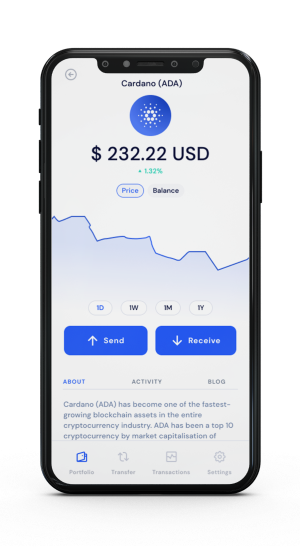 Cardano (ADA)
$ 232.22 USD
+ 1.32%
Price Balance
1D 1W 1M 1Y
Send Receive
ABOUT ACTIVITY BLOG
Cardano (ADA) has become one of the fastest-
growing blockchain assets in the entire
cryptocurrency industry. ADA has been a top 10
cryptocurrency by market capitalisation of
Portfolio Transfer Transactions Settings